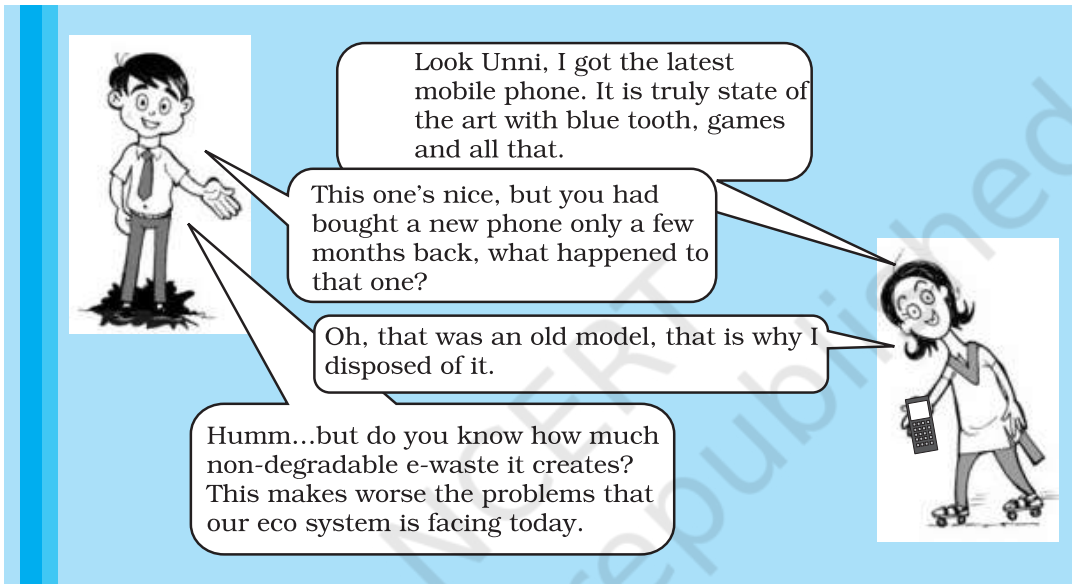 Look Unni, I got the latest
mobile phone. It is truly state of
the art with blue tooth, games
and all that.
This one's nice, but you had
bought a new phone only a few
months back, what happened to
that one?
Oh, that was an old model, that is why I
disposed of it.
Humm...but do you know how much
non-degradable e-waste it creates?
This makes worse the problems that
our eco system is facing today.
NCERT
republished